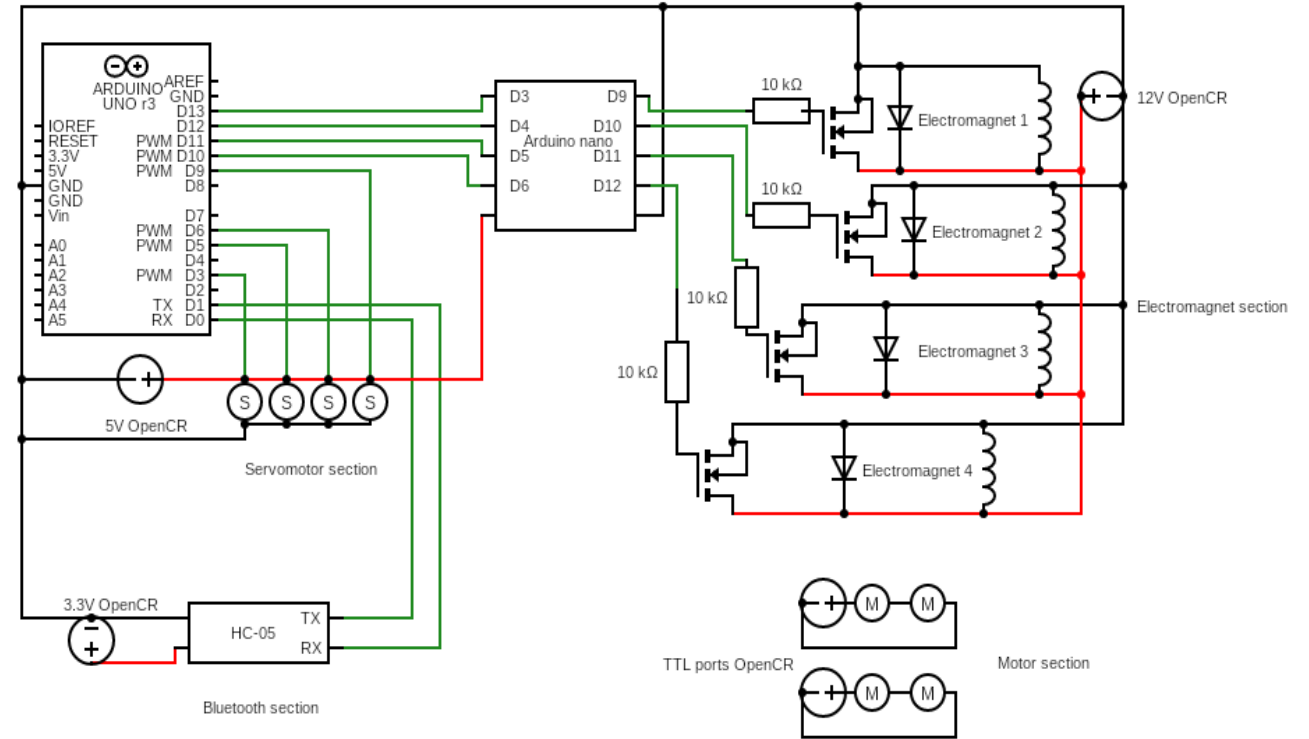 ARDUINO
UNO r3
AREF
GND
D13
D12
PWM D11
PWM D10
PWM D9
D8
D7
PWM D6
PWM D5
D4
PWM D3
D2
TX D1
RX D0
IOREF
RESET
3.3V
5V
GND
GND
Vin
A0
A1
A2
A3
A4
A5
D3
D4
D5
D6
Arduino nano
D9
D10
D11
D12
10 kΩ
Electromagnet 1
12V OpenCR
10 kΩ
Electromagnet 2
10 kΩ
Electromagnet 3
Electromagnet section
10 kΩ
Electromagnet 4
+
+
5V OpenCR
S
S
S
S
Servomotor section
3.3V OpenCR
−
+
HC-05
TX
RX
Bluetooth section
− +
M
M
TTL ports OpenCR
Motor section
− +
M
M